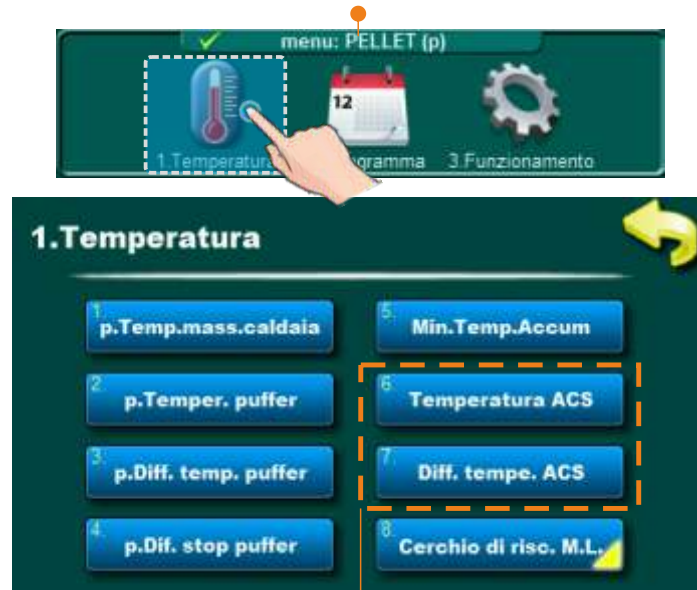 menu: PELLET (p)
12
1.Temperatura
gramma
3.Funzionamento
1.Temperatura
1. p.Temp.mass.caldaia
2. p.Temper. puffer
3. p.Diff. temp. puffer
4. p.Dif. stop puffer
5. Min.Temp.Accum
6 Temperatura ACS
7. Diff. tempe. ACS
8. Cerchio di risc. M.L.